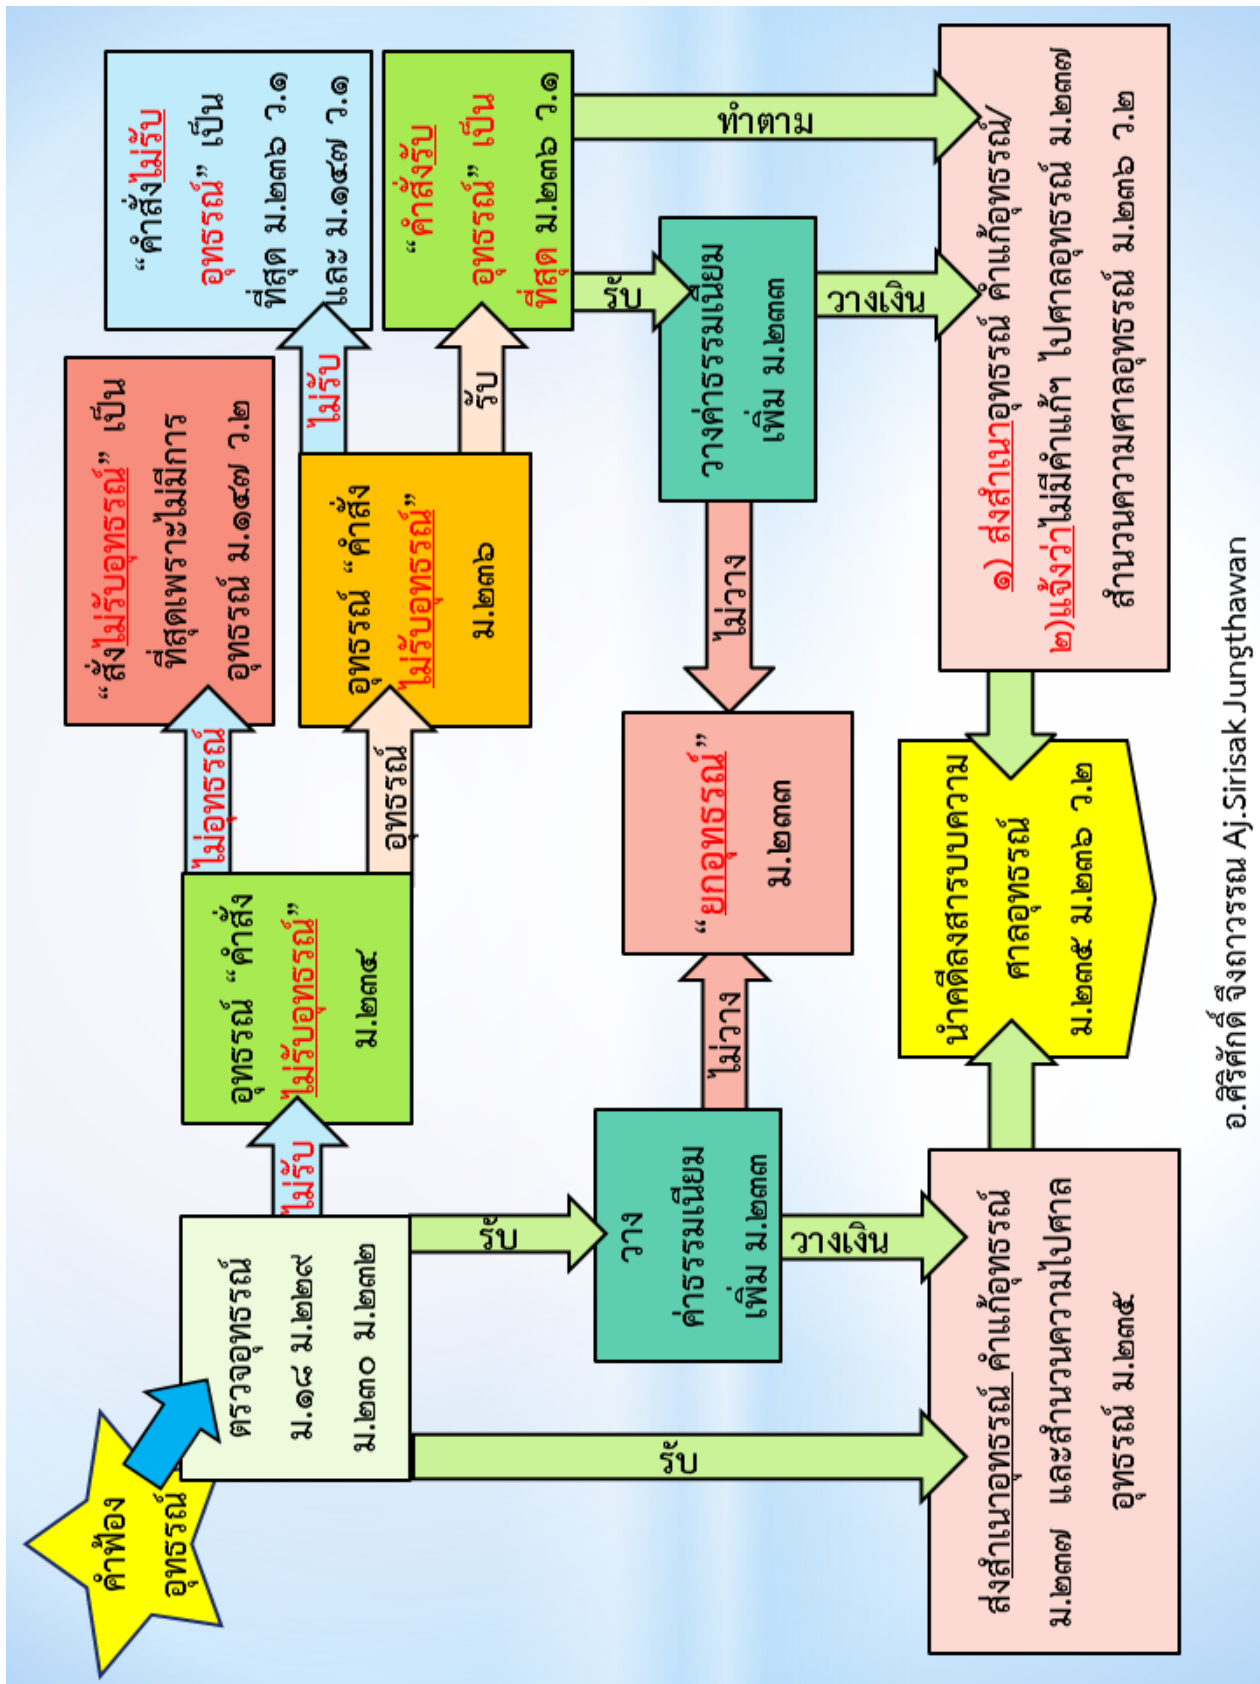 คำฟ้อง
อุทธรณ์
ตรวจอุทธรณ์
ม.๑๘ ม.๒๒๙
ม.๒๓๐ ม.๒๓๒
ไม่รับ
อุทธรณ์ “คำสั่ง
ไม่รับอุทธรณ์”
ม.๒๓๔
ไม่อุทธรณ์
“สั่งไม่รับอุทธรณ์” เป็น
ที่สุดเพราะไม่มีการ
อุทธรณ์ ม.๑๔๗ ว.๒
อุทธรณ์
อุทธรณ์ “คำสั่ง
ไม่รับอุทธรณ์”
ม.๒๓๖
ไม่รับ
“คำสั่งไม่รับ
อุทธรณ์” เป็น
ที่สุด ม.๒๓๖ ว.๑
และ ม.๑๔๗ ว.๑
รับ
“คำสั่งรับ
อุทธรณ์” เป็น
ที่สุด ม.๒๓๖ ว.๑
รับ
วาง
ค่าธรรมเนียม
เพิ่ม ม.๒๓๓
ไม่วาง
“ยกอุทธรณ์”
ม.๒๓๓
ไม่วาง
วางค่าธรรมเนียม
เพิ่ม ม.๒๓๓
รับ
ทำตาม
รับ
วางเงิน
วางเงิน
ส่งสำเนาอุทธรณ์ คำแก้อุทธรณ์
ม.๒๓๗ และสำนวนความไปศาล
อุทธรณ์ ม.๒๓๕
นำคดีลงสารบบความ
ศาลอุทธรณ์
ม.๒๓๕ ม.๒๓๖ ว.๒
๑) ส่งสำเนาอุทธรณ์ คำแก้อุทธรณ์/
๒)แจ้งว่าไม่มีคำแก้ฯ ไปศาลอุทธรณ์ ม.๒๓๗
สำนวนความศาลอุทธรณ์ ม.๒๓๖ ว.๒
อ.ศิริศักดิ์ จึงถาวรรณ Aj.Sirisak Jungthawan